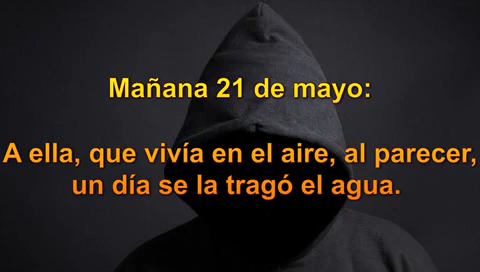 Mañana 21 de mayo:
A ella, que vivía en el aire, al parecer,
un día se la tragó el agua.